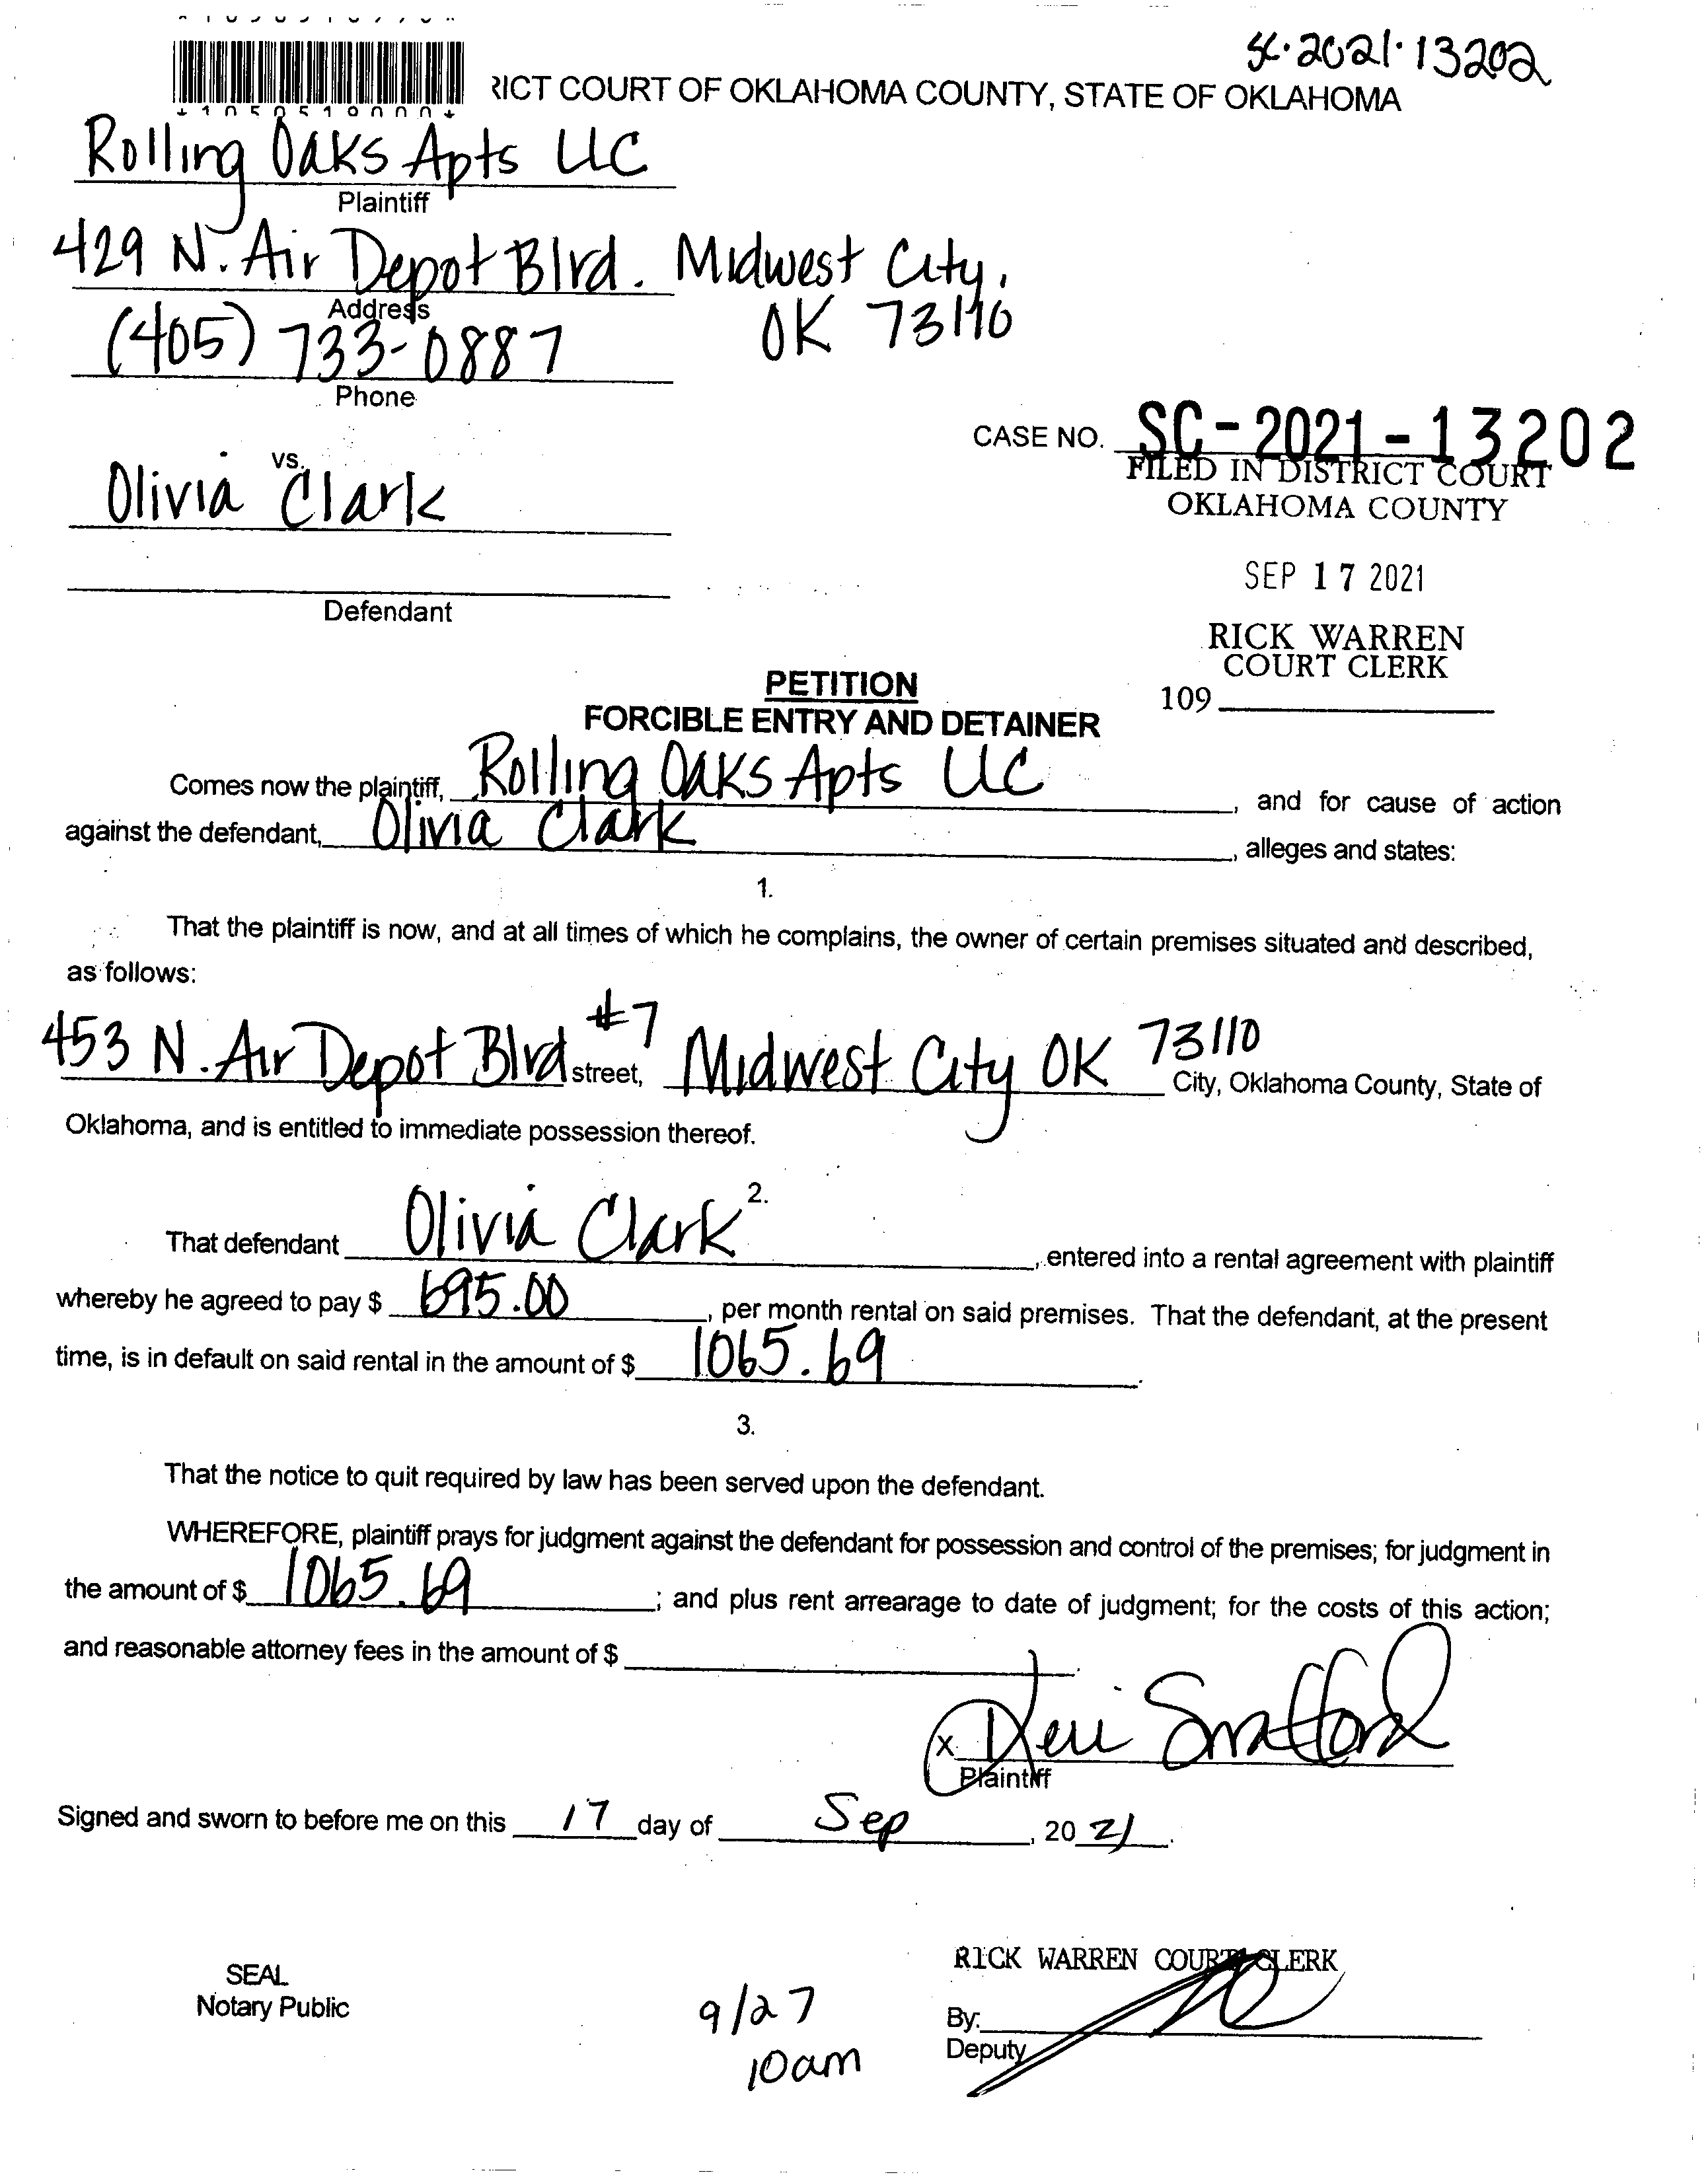 SC-2021-13202
RICT COURT OF OKLAHOMA COUNTY, STATE OF OKLAHOMA
Rolling Oaks Apts LLC
Plaintiff
429 N. Air Depot Blvd. Midwest City,
Address
OK 73110
(405) 733-0887
Phone
CASE NO. SC-2021-13202
FILED IN DISTRICT COURT
OKLAHOMA COUNTY
vs.
Olivia Clark
SEP 17 2021
Defendant
RICK WARREN
COURT CLERK
109
PETITION
FORCIBLE ENTRY AND DETAINER
Comes now the plaintiff, Rolling Oaks Apts LLC, and for cause of action
against the defendant, Olivia Clark, alleges and states:
1.
That the plaintiff is now, and at all times of which he complains, the owner of certain premises situated and described,
as follows:
453 N. Air Depot Blvd #7 street, Midwest City OK 73110 City, Oklahoma County, State of
Oklahoma, and is entitled to immediate possession thereof.
2.
That defendant Olivia Clark, entered into a rental agreement with plaintiff
whereby he agreed to pay $ 695.00, per month rental on said premises. That the defendant, at the present
time, is in default on said rental in the amount of $ 1065.69.
3.
That the notice to quit required by law has been served upon the defendant.
WHEREFORE, plaintiff prays for judgment against the defendant for possession and control of the premises; for judgment in
the amount of $ 1065.69; and plus rent arrearage to date of judgment; for the costs of this action;
and reasonable attorney fees in the amount of $
x
Plaintiff
Signed and sworn to before me on this 17 day of Sep, 20 21.
RICK WARREN COURT CLERK
SEAL
Notary Public
9/27
10am
By:
Deputy